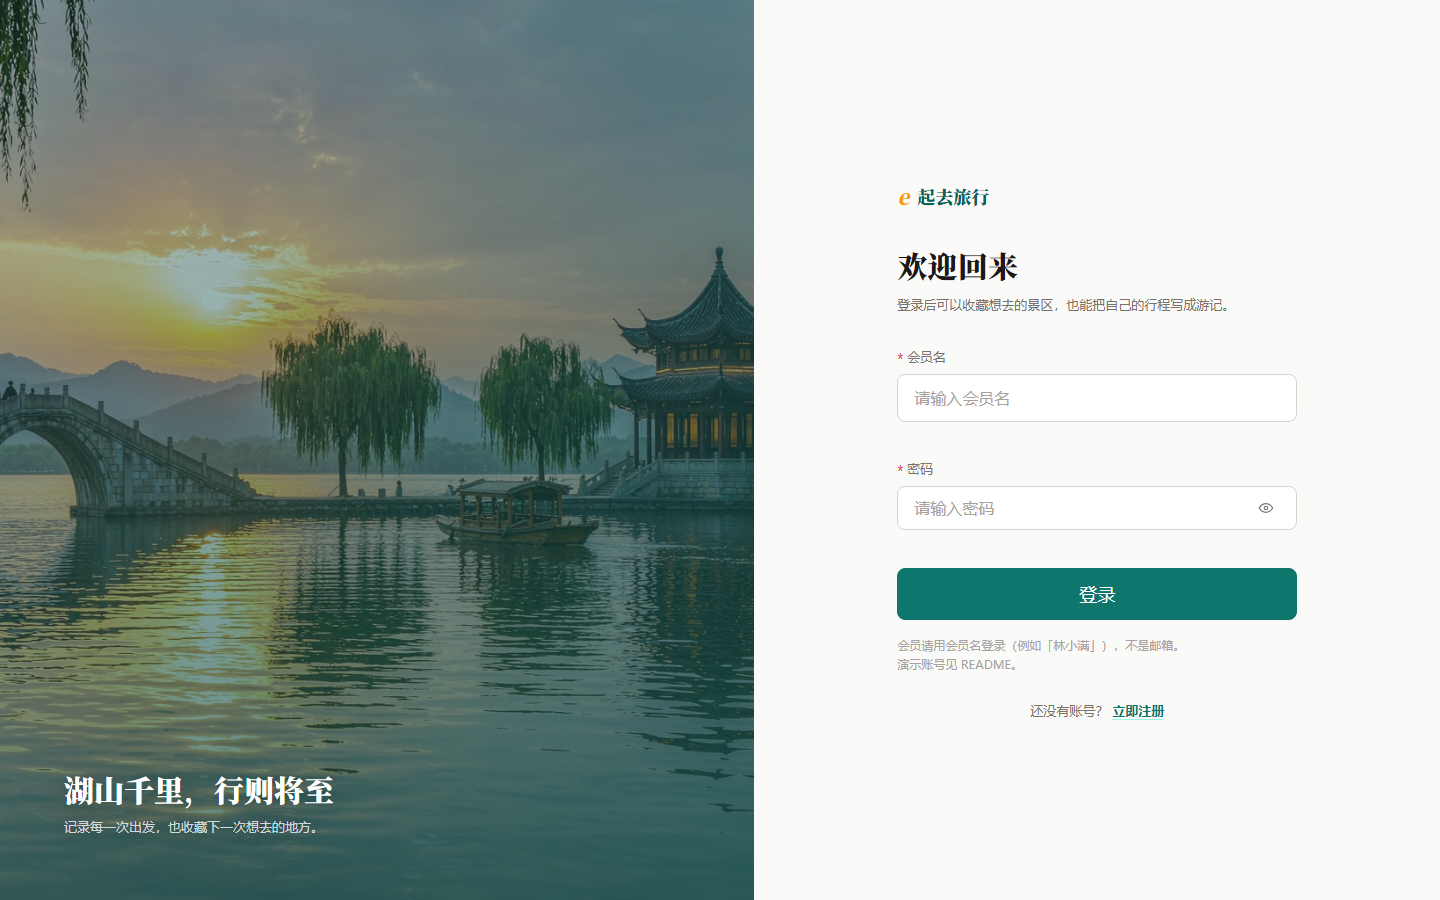 湖山千里，行则将至
记录每一次出发，也收藏下一次想去的地方。
e 起去旅行
欢迎回来
登录后可以收藏想去的景区，也能把自己的行程写成游记。
* 会员名
请输入会员名
* 密码
请输入密码
登录
会员请用会员名登录（例如「林小满」），不是邮箱。
演示账号见 README。
还没有账号？ 立即注册